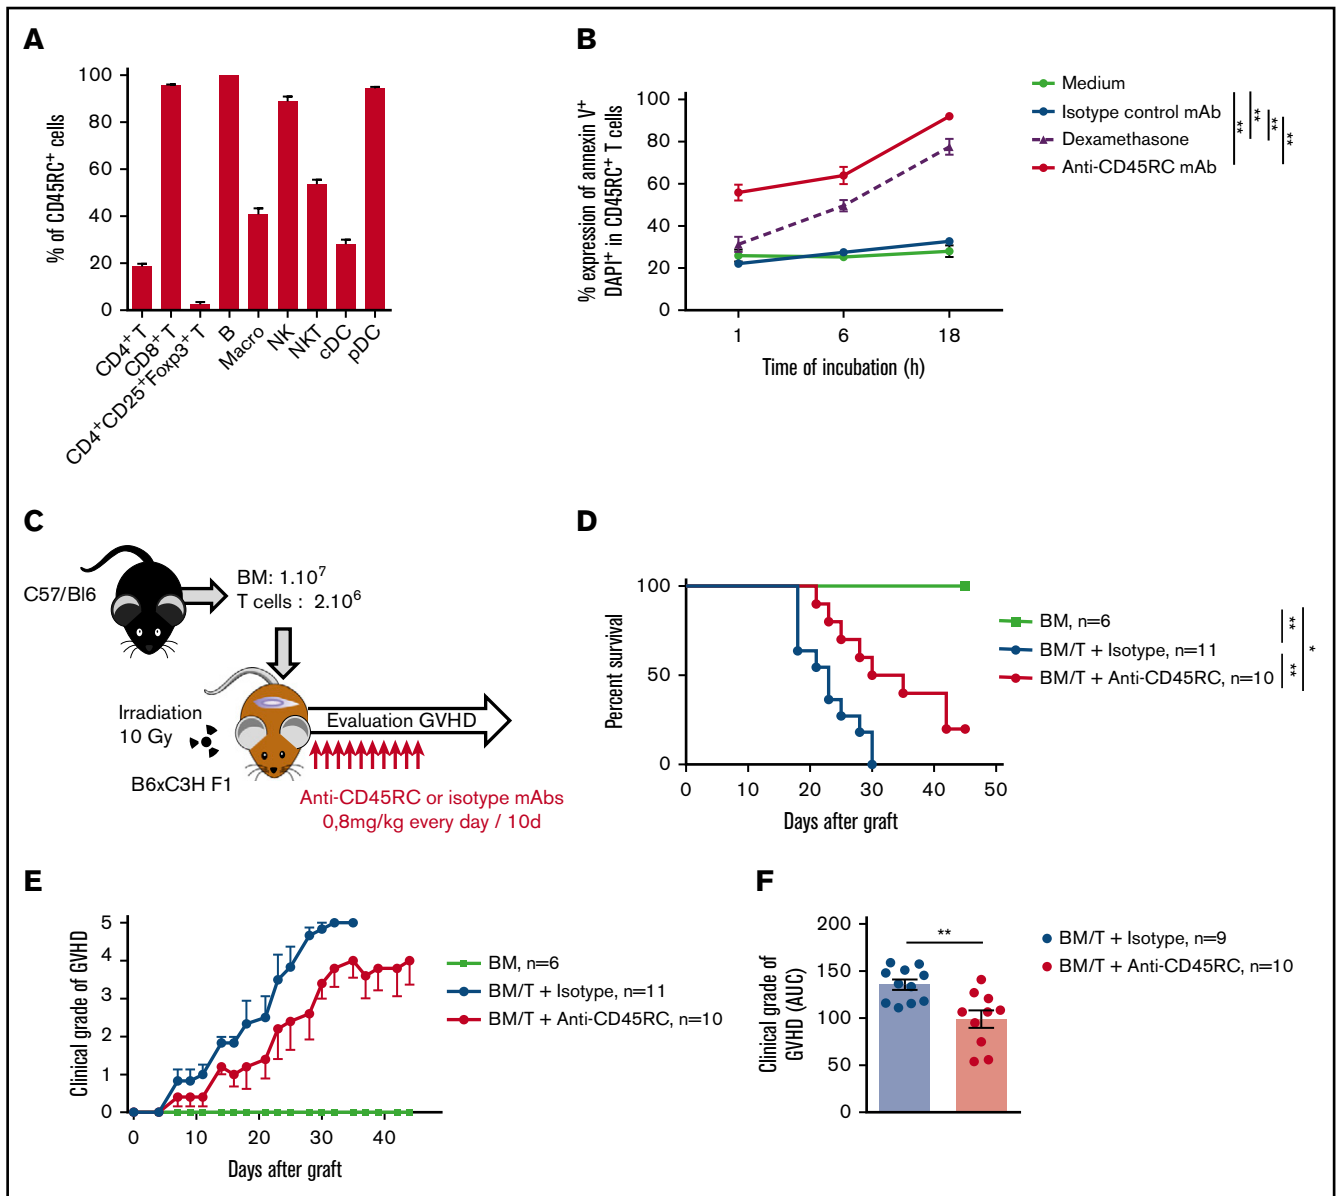 A
% of CD45RC+ cells
100
80
60
40
20
0
CD4+T
CD8+T
CD4+CD25+Foxp3+T
B
Macro
NK
NKT
cDC
pDC
B
% expression of annexin V+
DAPI+ in CD45RC+ T cells
100
80
60
40
20
0
1
6
18
Time of incubation (h)
Medium
Isotype control mAb
Dexamethasone
Anti-CD45RC mAb
**
**
**
**
C
C57/Bl6
BM: 1.10^7
T cells : 2.10^6
Irradiation
10 Gy
B6xC3H F1
Evaluation GVHD
Anti-CD45RC or isotype mAbs
0,8mg/kg every day / 10d
D
Percent survival
100
50
0
0
10
20
30
40
50
Days after graft
BM, n=6
BM/T + Isotype, n=11
BM/T + Anti-CD45RC, n=10
**
**
*
E
Clinical grade of GVHD
5
4
3
2
1
0
0
10
20
30
40
Days after graft
BM, n=6
BM/T + Isotype, n=11
BM/T + Anti-CD45RC, n=10
F
Clinical grade of
GVHD (AUC)
200
150
100
50
0
**
BM/T + Isotype, n=9
BM/T + Anti-CD45RC, n=10